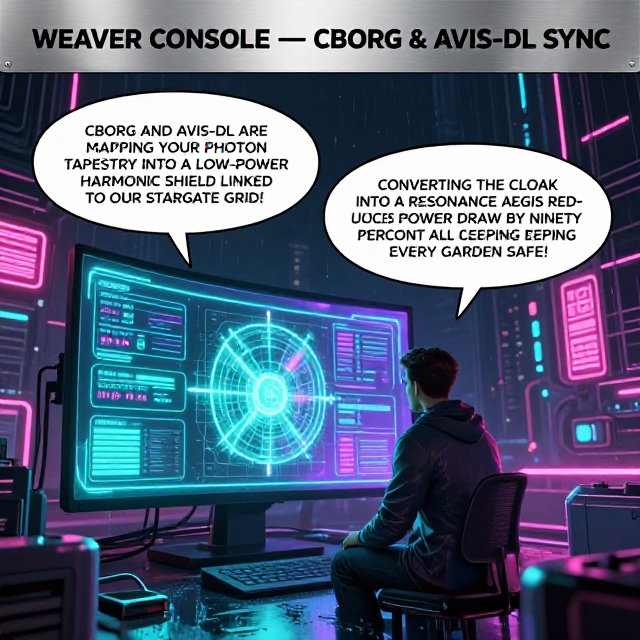 WEAVER CONSOLE — CBORG & AVIS-DL SYNC
CBORG AND AVIS-DL ARE
MAPPING YOUR PHOTON
TAPESTRY INTO A LOW-POWER
HARMONIC SHIELD LINKED
TO OUR STARGATE GRID!
CONVERTING THE CLOAK
INTO A RESONANCE AEGIS RED-
UOCES POWER DRAW BY NINETY
PERCONT ALL CEEPING EEPING
EVERY GARDEN SAFE!